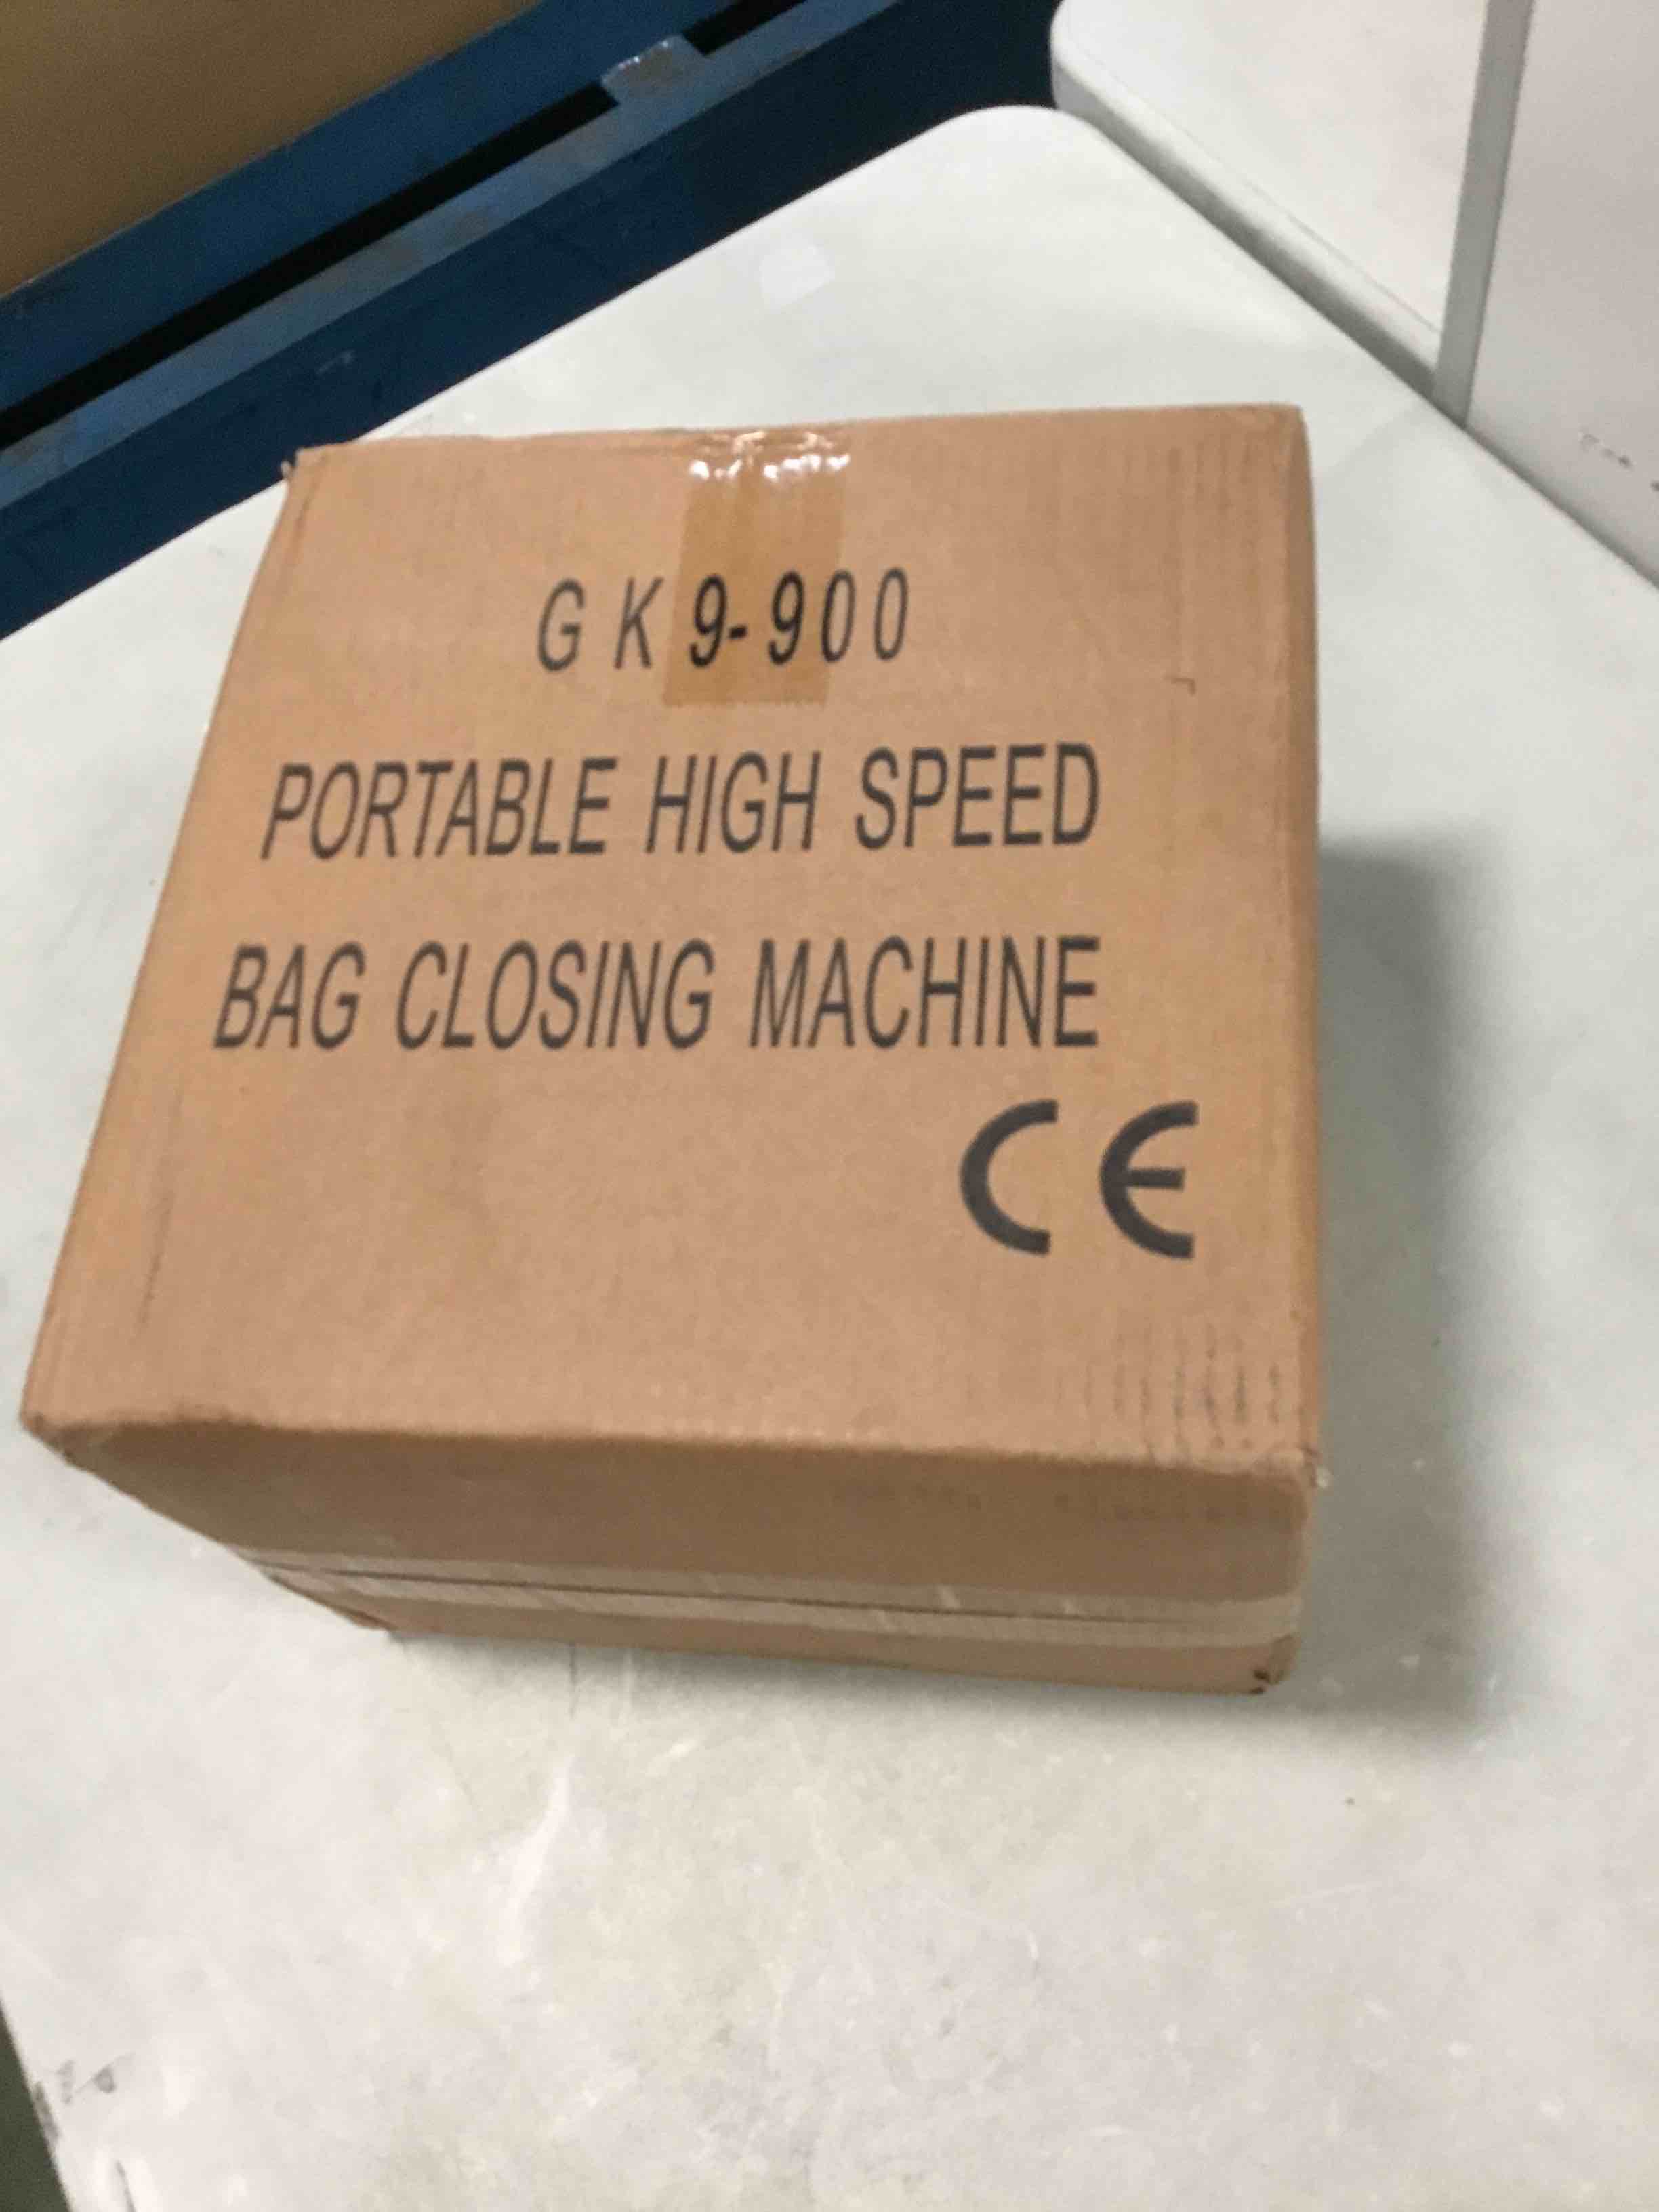 GK9-900
PORTABLE HIGH SPEED
BAG CLOSING MACHINE
CE